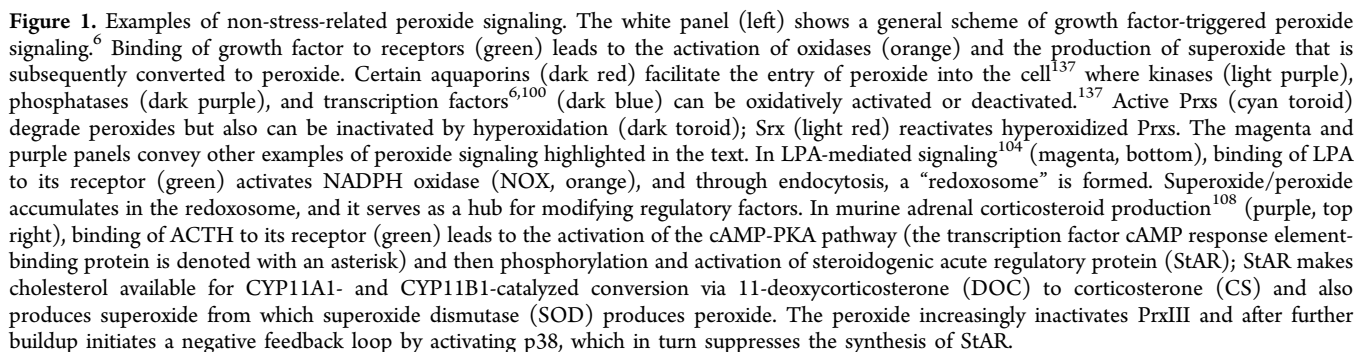 Figure 1. Examples of non-stress-related peroxide signaling. The white panel (left) shows a general scheme of growth factor-triggered peroxide
signaling.6 Binding of growth factor to receptors (green) leads to the activation of oxidases (orange) and the production of superoxide that is
subsequently converted to peroxide. Certain aquaporins (dark red) facilitate the entry of peroxide into the cell137 where kinases (light purple),
phosphatases (dark purple), and transcription factors6,100 (dark blue) can be oxidatively activated or deactivated.137 Active Prxs (cyan toroid)
degrade peroxides but also can be inactivated by hyperoxidation (dark toroid); Srx (light red) reactivates hyperoxidized Prxs. The magenta and
purple panels convey other examples of peroxide signaling highlighted in the text. In LPA-mediated signaling104 (magenta, bottom), binding of LPA
to its receptor (green) activates NADPH oxidase (NOX, orange), and through endocytosis, a “redoxosome” is formed. Superoxide/peroxide
accumulates in the redoxosome, and it serves as a hub for modifying regulatory factors. In murine adrenal corticosteroid production108 (purple, top
right), binding of ACTH to its receptor (green) leads to the activation of the cAMP-PKA pathway (the transcription factor cAMP response element-
binding protein is denoted with an asterisk) and then phosphorylation and activation of steroidogenic acute regulatory protein (StAR); StAR makes
cholesterol available for CYP11A1- and CYP11B1-catalyzed conversion via 11-deoxycorticosterone (DOC) to corticosterone (CS) and also
produces superoxide from which superoxide dismutase (SOD) produces peroxide. The peroxide increasingly inactivates PrxIII and after further
buildup initiates a negative feedback loop by activating p38, which in turn suppresses the synthesis of StAR.